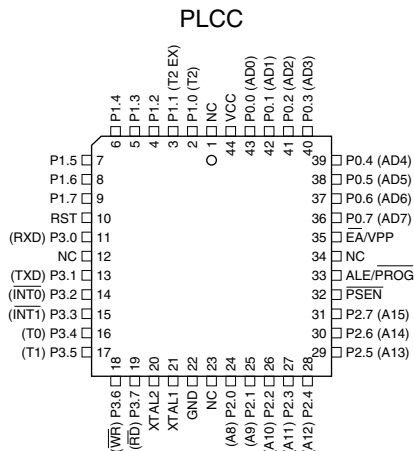 PLCC
P1.4
P1.3
P1.2
P1.1 (T2 EX)
P1.0 (T2)
NC
VCC
P0.0 (AD0)
P0.1 (AD1)
P0.2 (AD2)
P0.3 (AD3)
6
5
4
3
2
1
44
43
42
41
40
P1.5 7
P1.6 8
P1.7 9
RST 10
(RXD) P3.0 11
NC 12
(TXD) P3.1 13
(INT0) P3.2 14
(INT1) P3.3 15
(T0) P3.4 16
(T1) P3.5 17
39 P0.4 (AD4)
38 P0.5 (AD5)
37 P0.6 (AD6)
36 P0.7 (AD7)
35 EA/VPP
34 NC
33 ALE/PROG
32 PSEN
31 P2.7 (A15)
30 P2.6 (A14)
29 P2.5 (A13)
18
19
20
21
22
23
24
25
26
27
28
(WR) P3.6
(RD) P3.7
XTAL2
XTAL1
GND
NC
(A8) P2.0
(A9) P2.1
(A10) P2.2
(A11) P2.3
(A12) P2.4